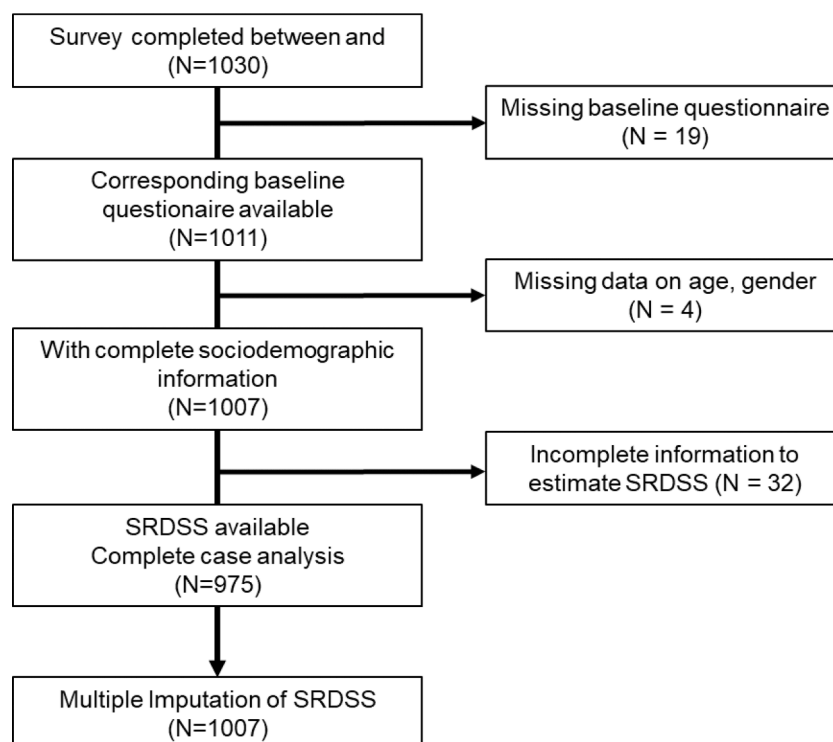 Survey completed between and
(N=1030)
Missing baseline questionnaire
(N = 19)
Corresponding baseline
questionaire available
(N=1011)
Missing data on age, gender
(N = 4)
With complete sociodemographic
information
(N=1007)
Incomplete information to
estimate SRDSS (N = 32)
SRDSS available
Complete case analysis
(N=975)
Multiple Imputation of SRDSS
(N=1007)